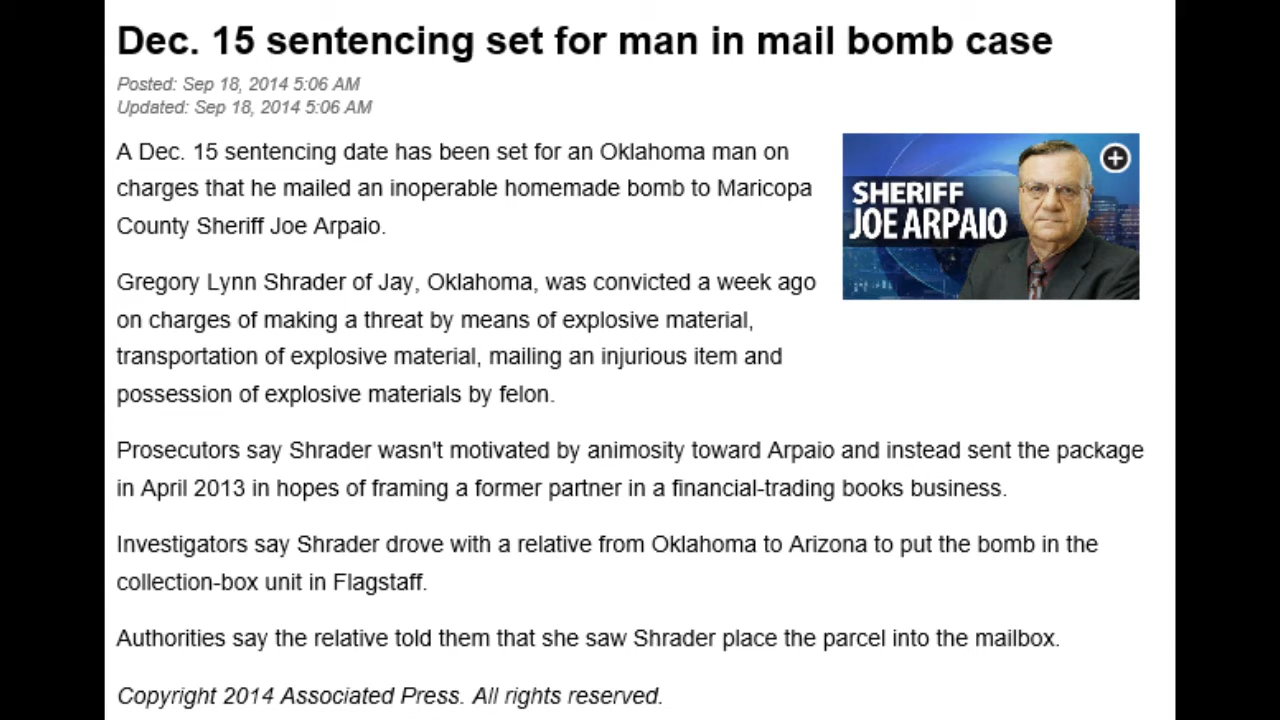 Dec. 15 sentencing set for man in mail bomb case
Posted: Sep 18, 2014 5:06 AM
Updated: Sep 18, 2014 5:06 AM
A Dec. 15 sentencing date has been set for an Oklahoma man on
charges that he mailed an inoperable homemade bomb to Maricopa
County Sheriff Joe Arpaio.
SHERIFF
JOE ARPAIO
Gregory Lynn Shrader of Jay, Oklahoma, was convicted a week ago
on charges of making a threat by means of explosive material,
transportation of explosive material, mailing an injurious item and
possession of explosive materials by felon.
Prosecutors say Shrader wasn't motivated by animosity toward Arpaio and instead sent the package
in April 2013 in hopes of framing a former partner in a financial-trading books business.
Investigators say Shrader drove with a relative from Oklahoma to Arizona to put the bomb in the
collection-box unit in Flagstaff.
Authorities say the relative told them that she saw Shrader place the parcel into the mailbox.
Copyright 2014 Associated Press. All rights reserved.